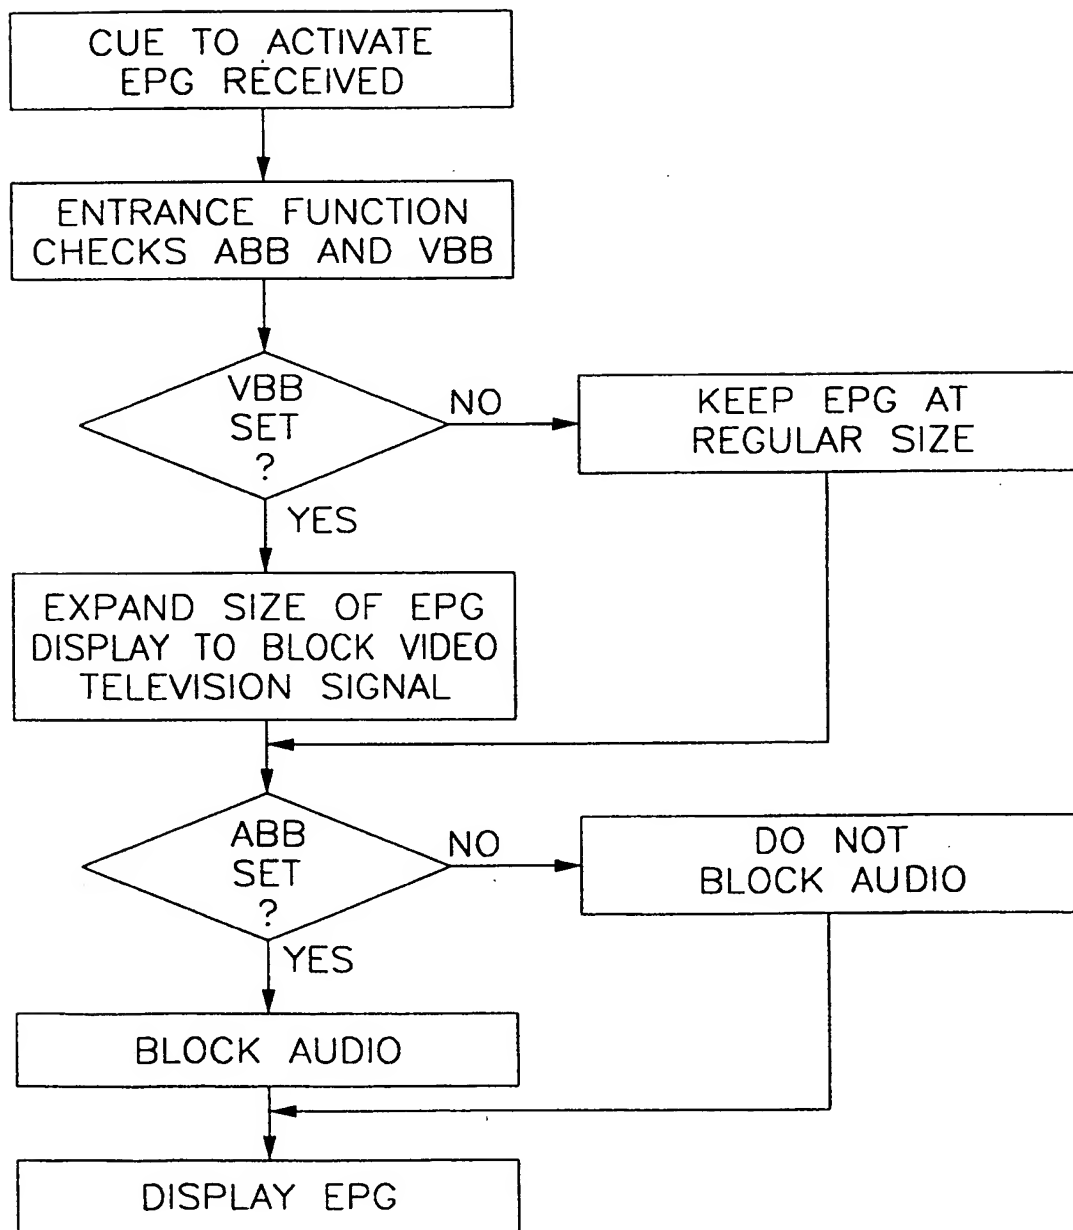 CUE TO ACTIVATE
EPG RECEIVED
ENTRANCE FUNCTION
CHECKS ABB AND VBB
VBB
SET
?
NO
KEEP EPG AT
REGULAR SIZE
YES
EXPAND SIZE OF EPG
DISPLAY TO BLOCK VIDEO
TELEVISION SIGNAL
ABB
SET
?
NO
DO NOT
BLOCK AUDIO
YES
BLOCK AUDIO
DISPLAY EPG